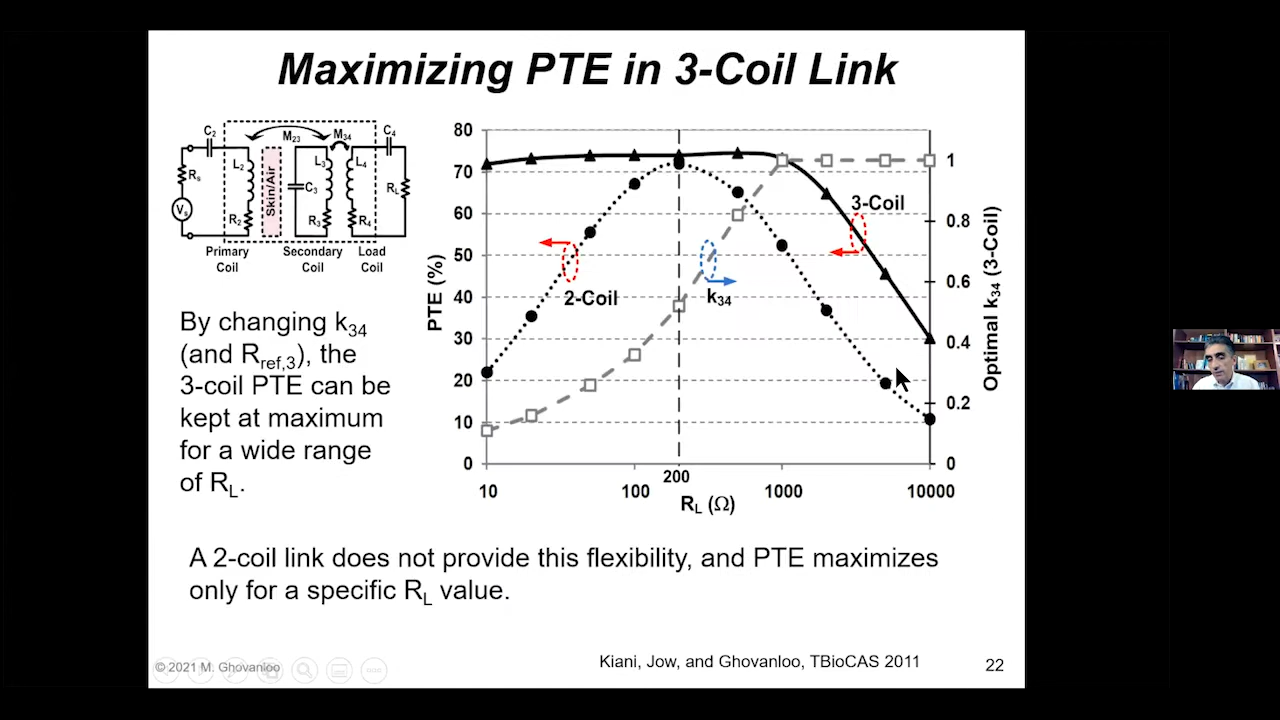 Maximizing PTE in 3-Coil Link
C2
M23
M34
C4
Rs
L2
Skin/Air
C3
L3
L4
RL
Vs
R2
R3
R4
Primary
Coil
Secondary
Coil
Load
Coil
By changing k34
(and Rref,3), the
3-coil PTE can be
kept at maximum
for a wide range
of RL.
PTE (%)
80
70
60
50
40
30
20
10
0
2-Coil
k34
3-Coil
1
0.8
0.6
0.4
0.2
0
Optimal k34 (3-Coil)
10
100
200
1000
10000
RL (Ω)
A 2-coil link does not provide this flexibility, and PTE maximizes
only for a specific RL value.
© 2021 M. Ghovanloo
Kiani, Jow, and Ghovanloo, TBioCAS 2011
22